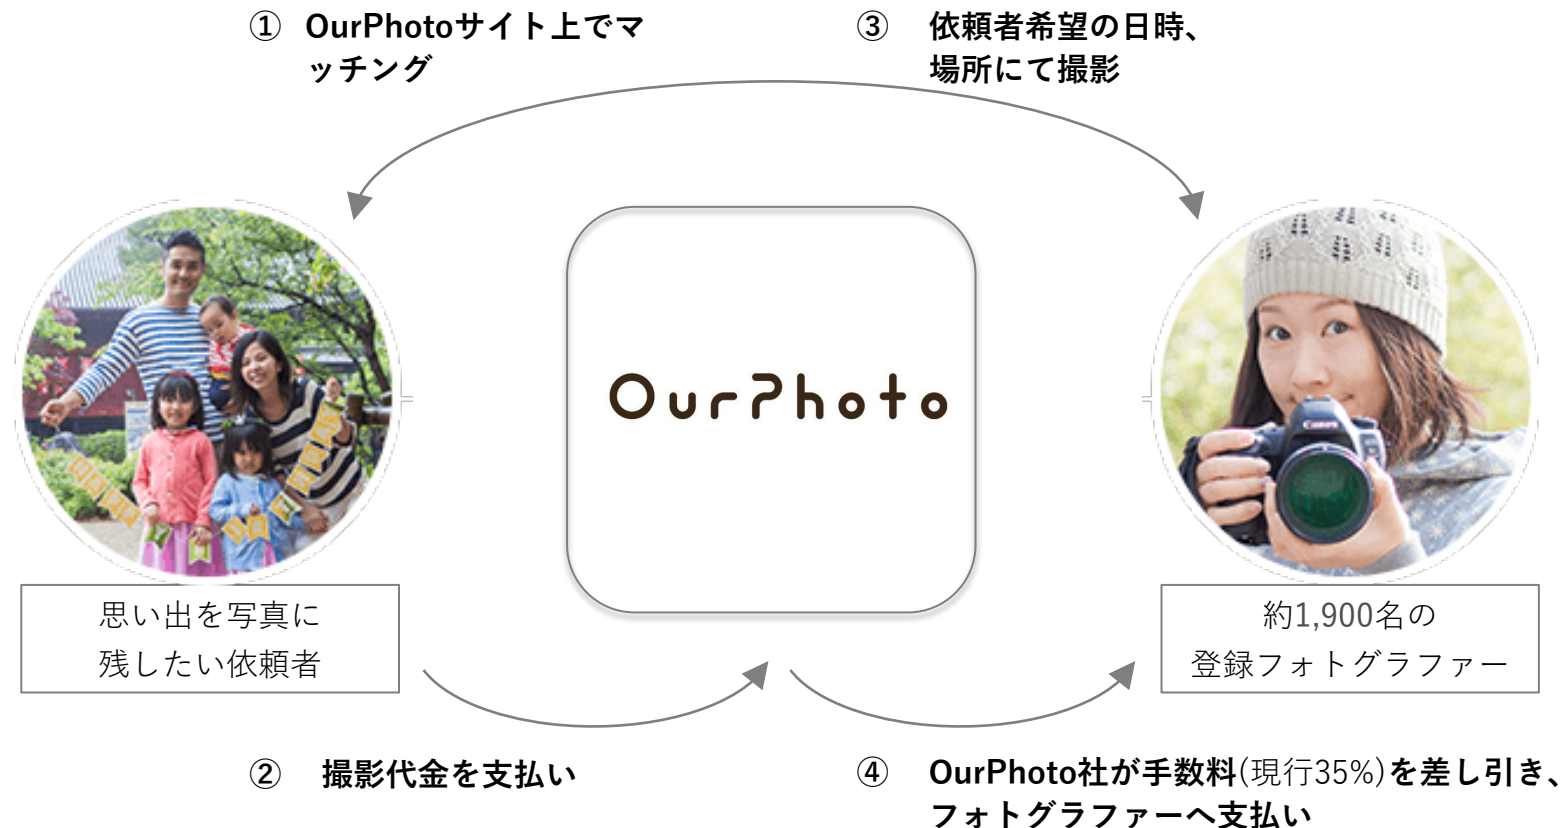 ① OurPhotoサイト上でマ
ッチング
③ 依頼者希望の日時、
場所にて撮影
OurPhoto
Canon
思い出を写真に
残したい依頼者
約1,900名の
登録フォトグラファー
② 撮影代金を支払い
④ OurPhoto社が手数料(現行35%)を差し引き、
フォトグラファーへ支払い